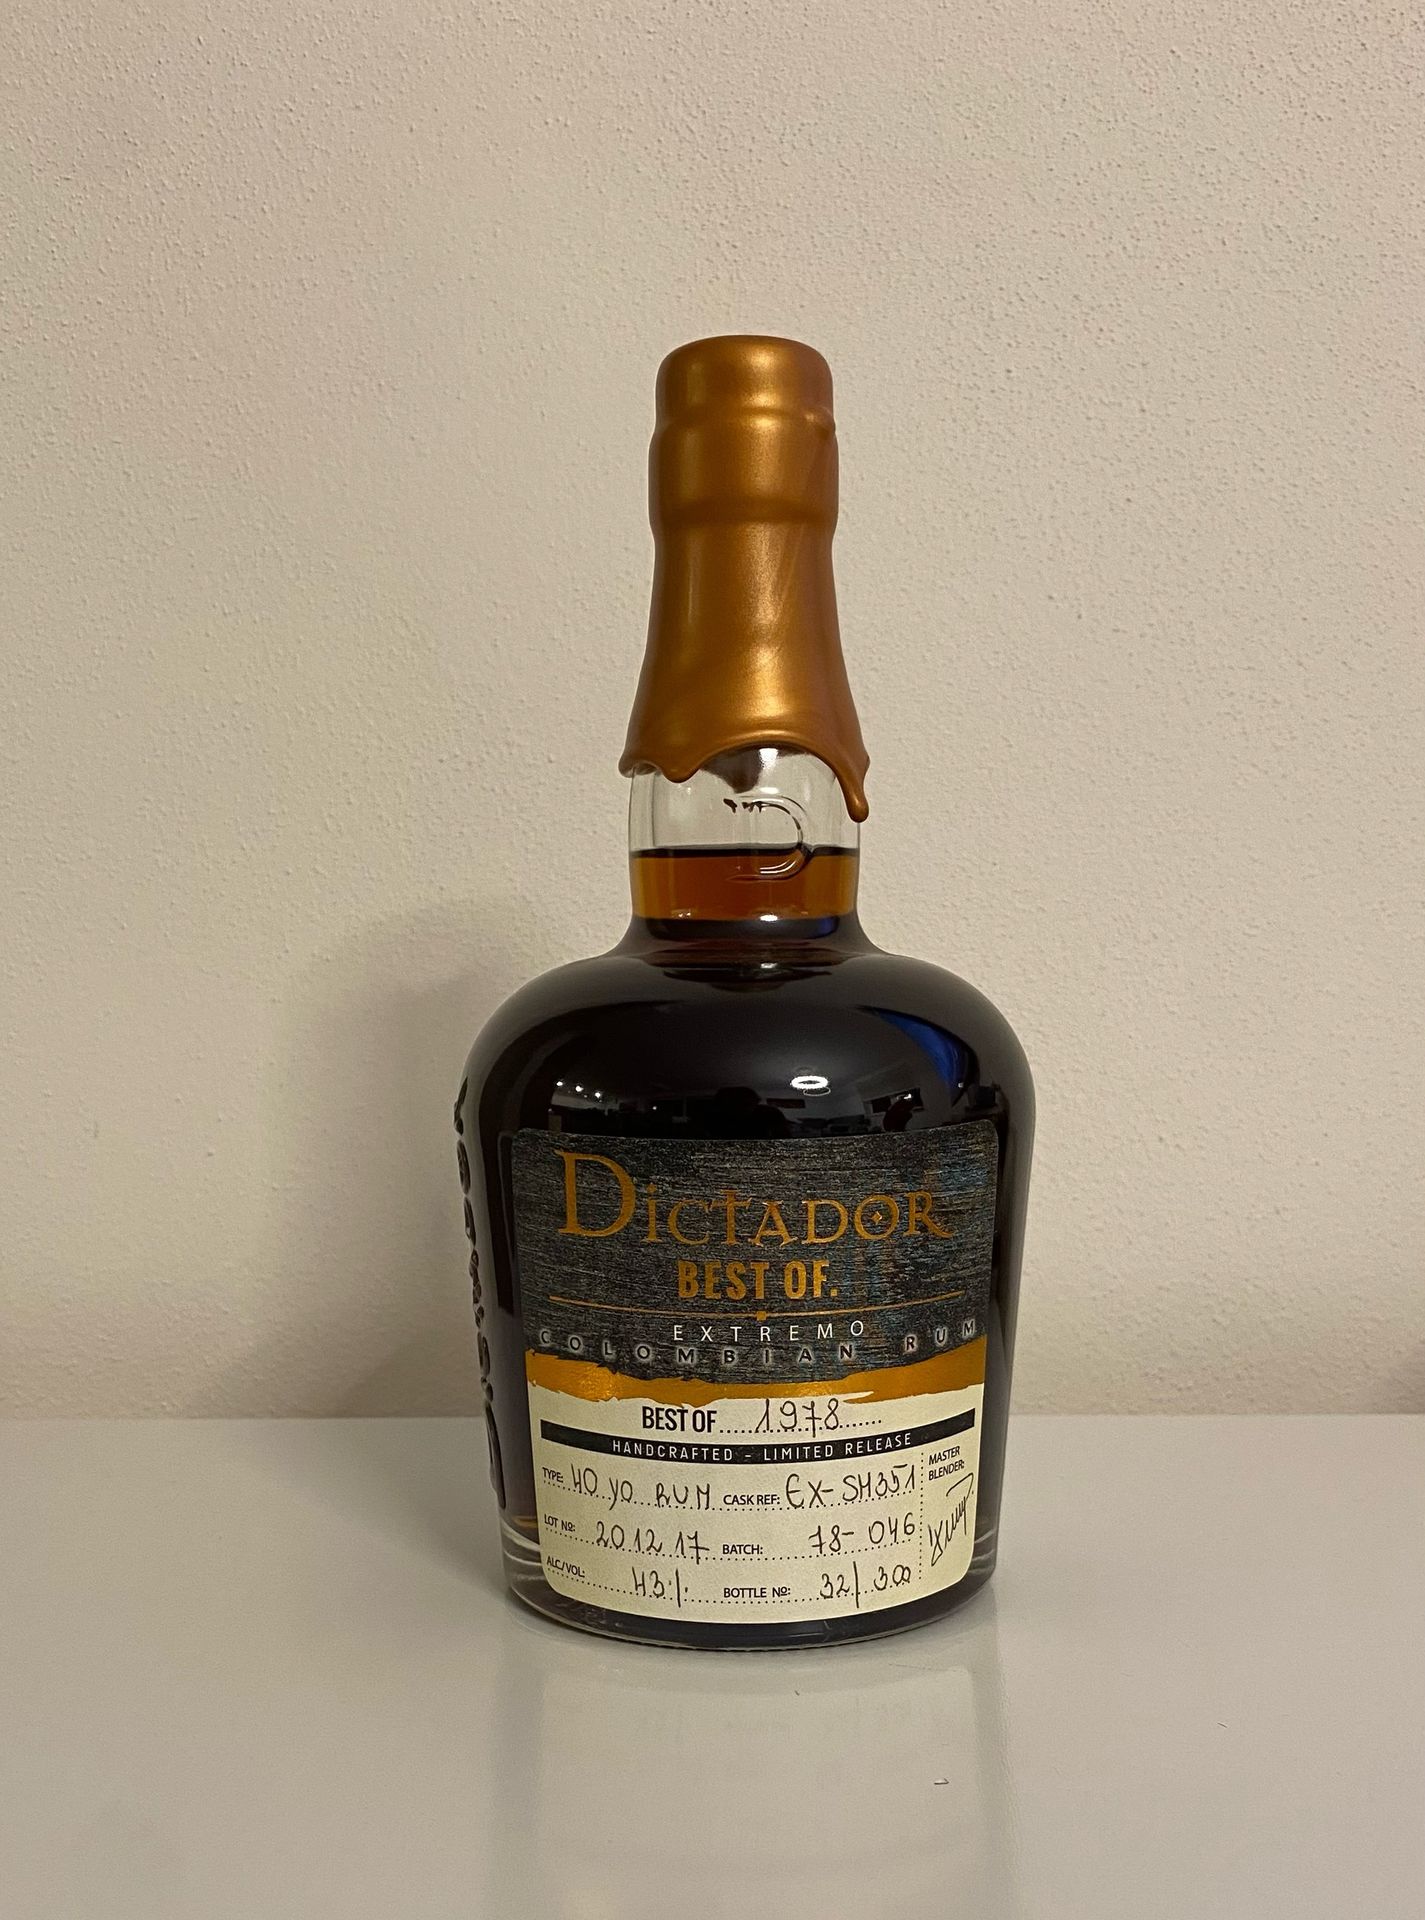 DiCTADOR
BEST OF.
EXTREMO
COLOMBIAN RUM
BEST OF 1978
HANDCRAFTED - LIMITED RELEASE
TYPE: 40 yo RUM CASK REF: EX-SH351
MASTER BLENDER:
LOT Nº: 20.12.17 BATCH: 78-046
ALC/VOL: 43% BOTTLE Nº: 32/300